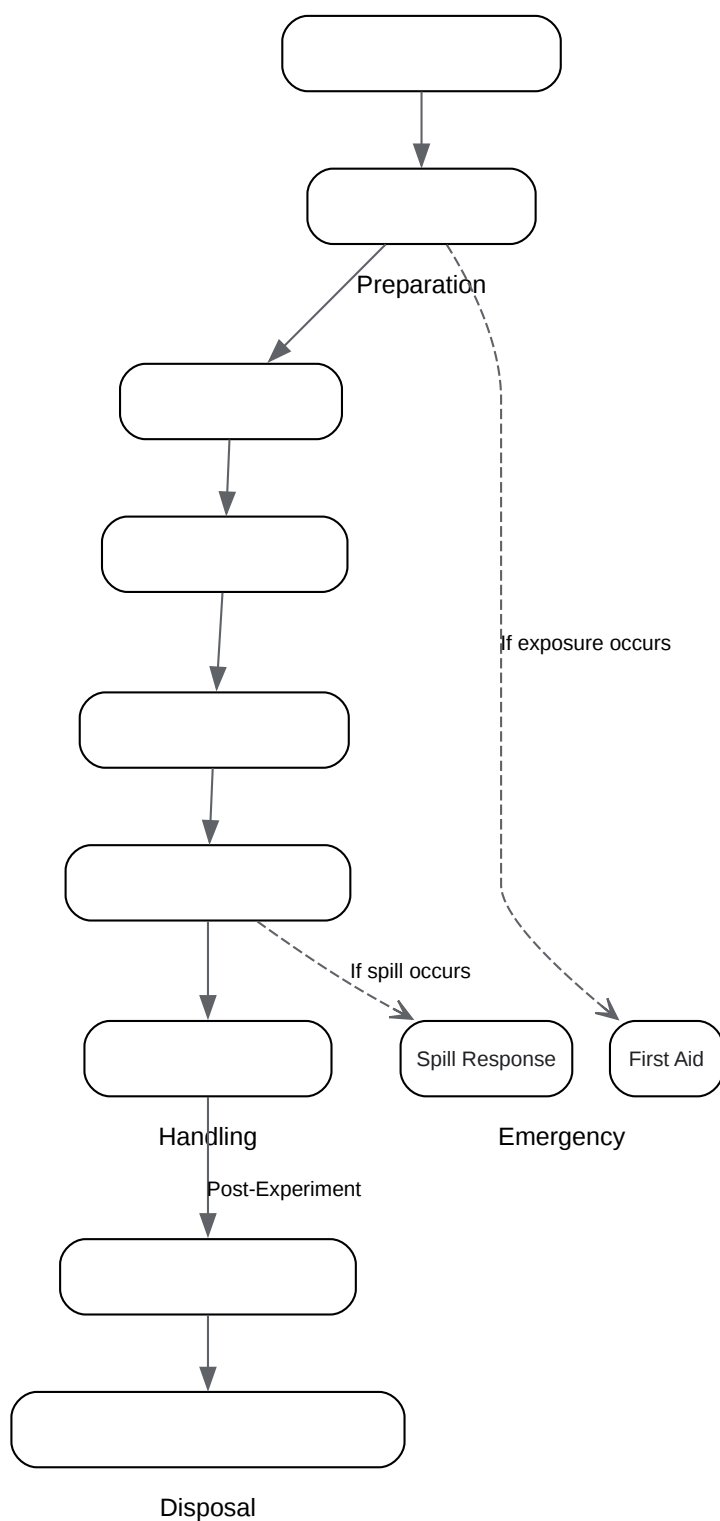 Preparation
If exposure occurs
If spill occurs
Spill Response
First Aid
Handling
Emergency
Post-Experiment
Disposal